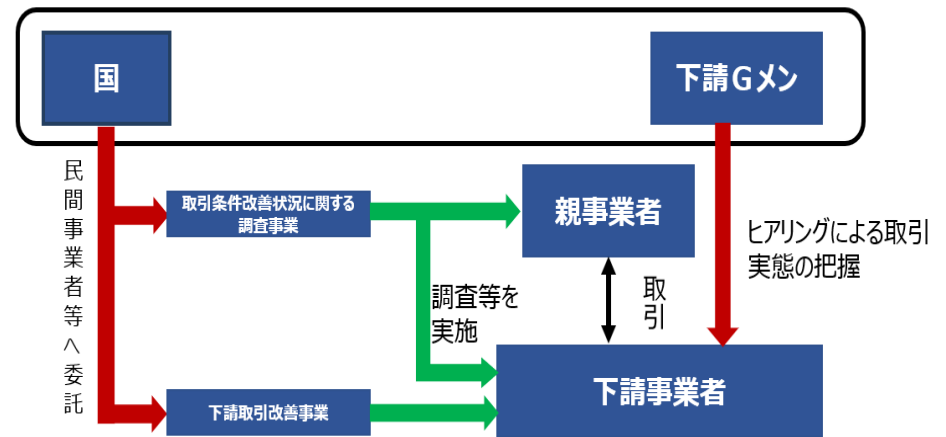 国
下請Gメン
民間事業者等へ委託
取引条件改善状況に関する
調査事業
親事業者
ヒアリングによる取引
実態の把握
調査等を
実施
取引
下請事業者
下請取引改善事業